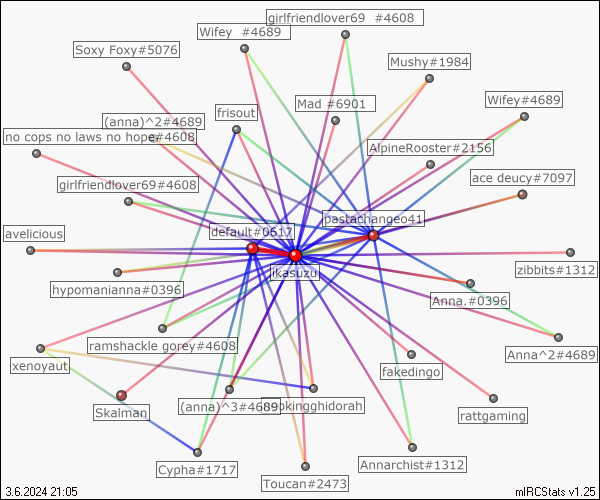 girlfriendlover69  #4608
Wifey  #4689
Soxy Foxy#5076
Mushy#1984
Wifey#4689
Mad #6901
frisout
(anna)^2#4689
no cops no laws no hope#4608
AlpineRooster#2156
ace deucy#7097
girlfriendlover69#4608
pastachangeo41
default#0617
avelicious
ikasuzu
zibbits#1312
hypomanianna#0396
Anna.#0396
ramshackle gorey#4608
Anna^2#4689
xenoyaut
fakedingo
(anna)^3#4689
Skalman
rattgaming
Cypha#1717
Annarchist#1312
Toucan#2473
3.6.2024 21:05
mIRCStats v1.25